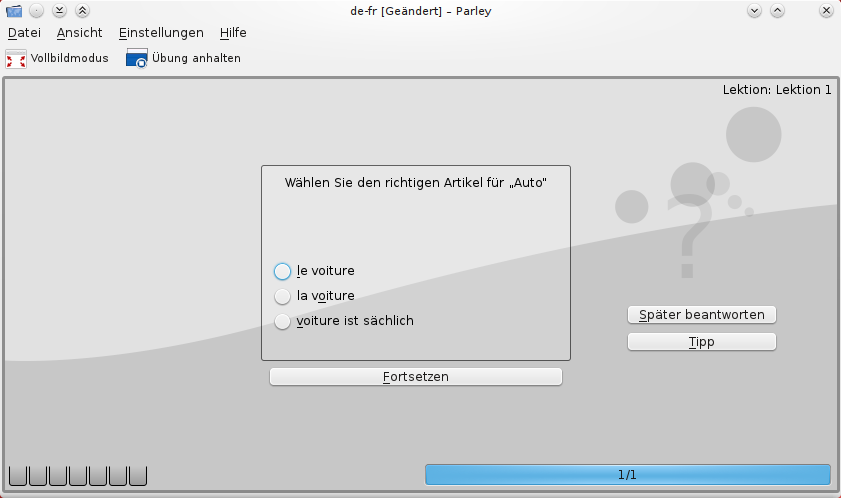 de-fr [Geändert] – Parley
Datei Ansicht Einstellungen Hilfe
Vollbildmodus Übung anhalten
Lektion: Lektion 1
Wählen Sie den richtigen Artikel für „Auto"
le voiture
la voiture
voiture ist sächlich
?
Später beantworten
Tipp
Fortsetzen
1/1